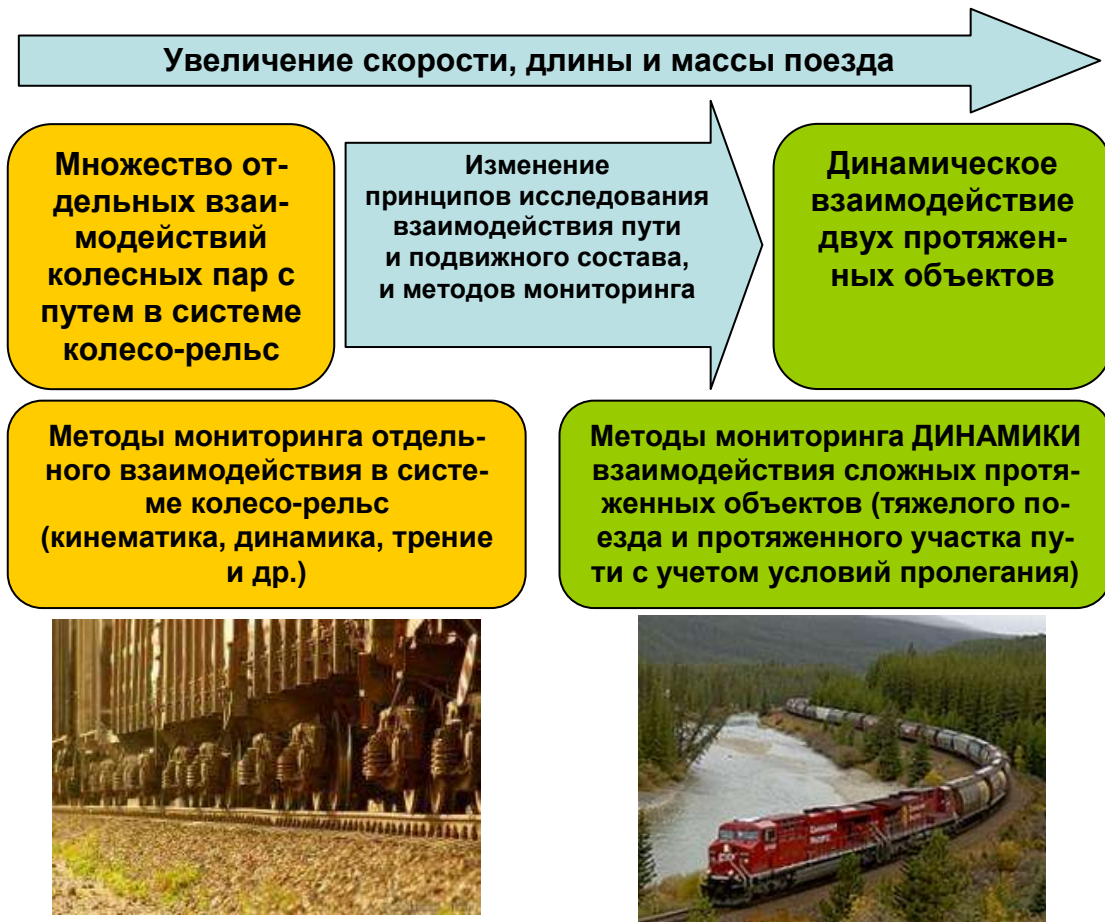 Увеличение скорости, длины и массы поезда
Множество от-
дельных взаи-
модействий
колесных пар с
путем в системе
колесо-рельс
Изменение
принципов исследования
взаимодействия пути
и подвижного состава,
и методов мониторинга
Динамическое
взаимодействие
двух протяжен-
ных объектов
Методы мониторинга отдель-
ного взаимодействия в систе-
ме колесо-рельс
(кинематика, динамика, трение
и др.)
Методы мониторинга ДИНАМИКИ
взаимодействия сложных протя-
женных объектов (тяжелого по-
езда и протяженного участка пу-
ти с учетом условий пролегания)